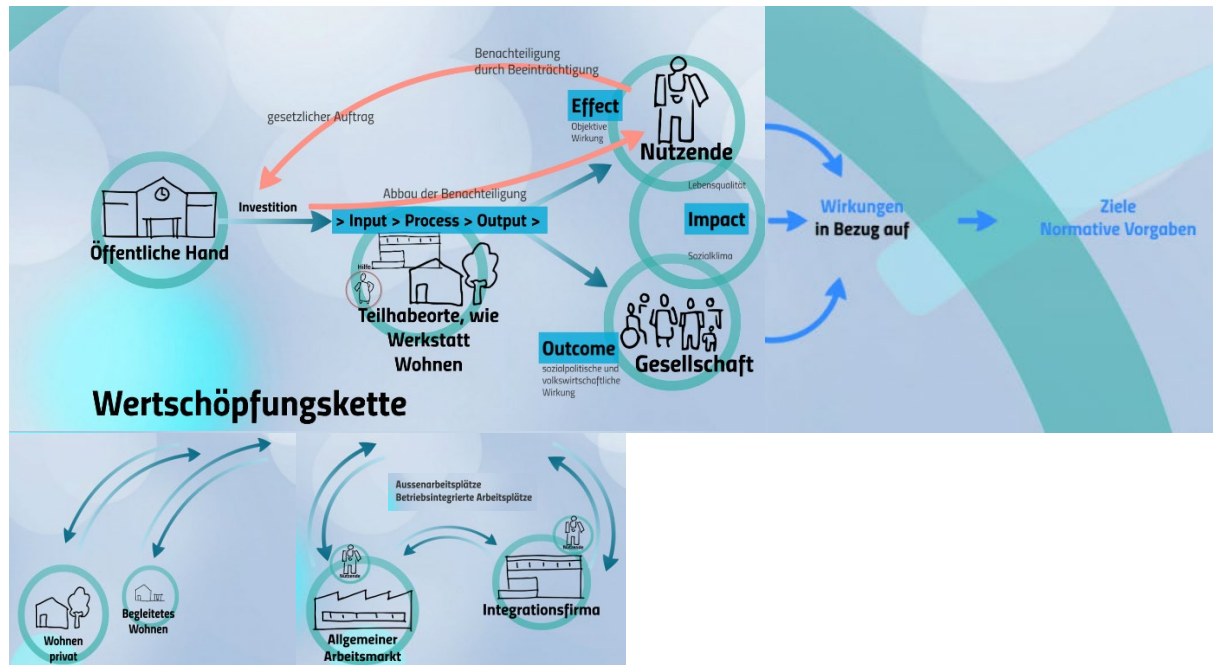 Benachteiligung
durch Beeinträchtigung
gesetzlicher Auftrag
Effect
Objektive
Wirkung
Nutzende
Investition
Abbau der Benachteiligung
> Input > Process > Output >
Öffentliche Hand
Hilfe
Teilhabeorte, wie
Werkstatt
Wohnen
Lebensqualität
Impact
Sozialklima
Outcome
sozialpolitische und
volkswirtschaftliche
Wirkung
Gesellschaft
Wirkungen
in Bezug auf
Ziele
Normative Vorgaben
Wertschöpfungskette
Wohnen
privat
Begleitetes
Wohnen
Aussenarbeitsplätze
Betriebsintegrierte Arbeitsplätze
Nutzende
Allgemeiner
Arbeitsmarkt
Nutzende
Integrationsfirma